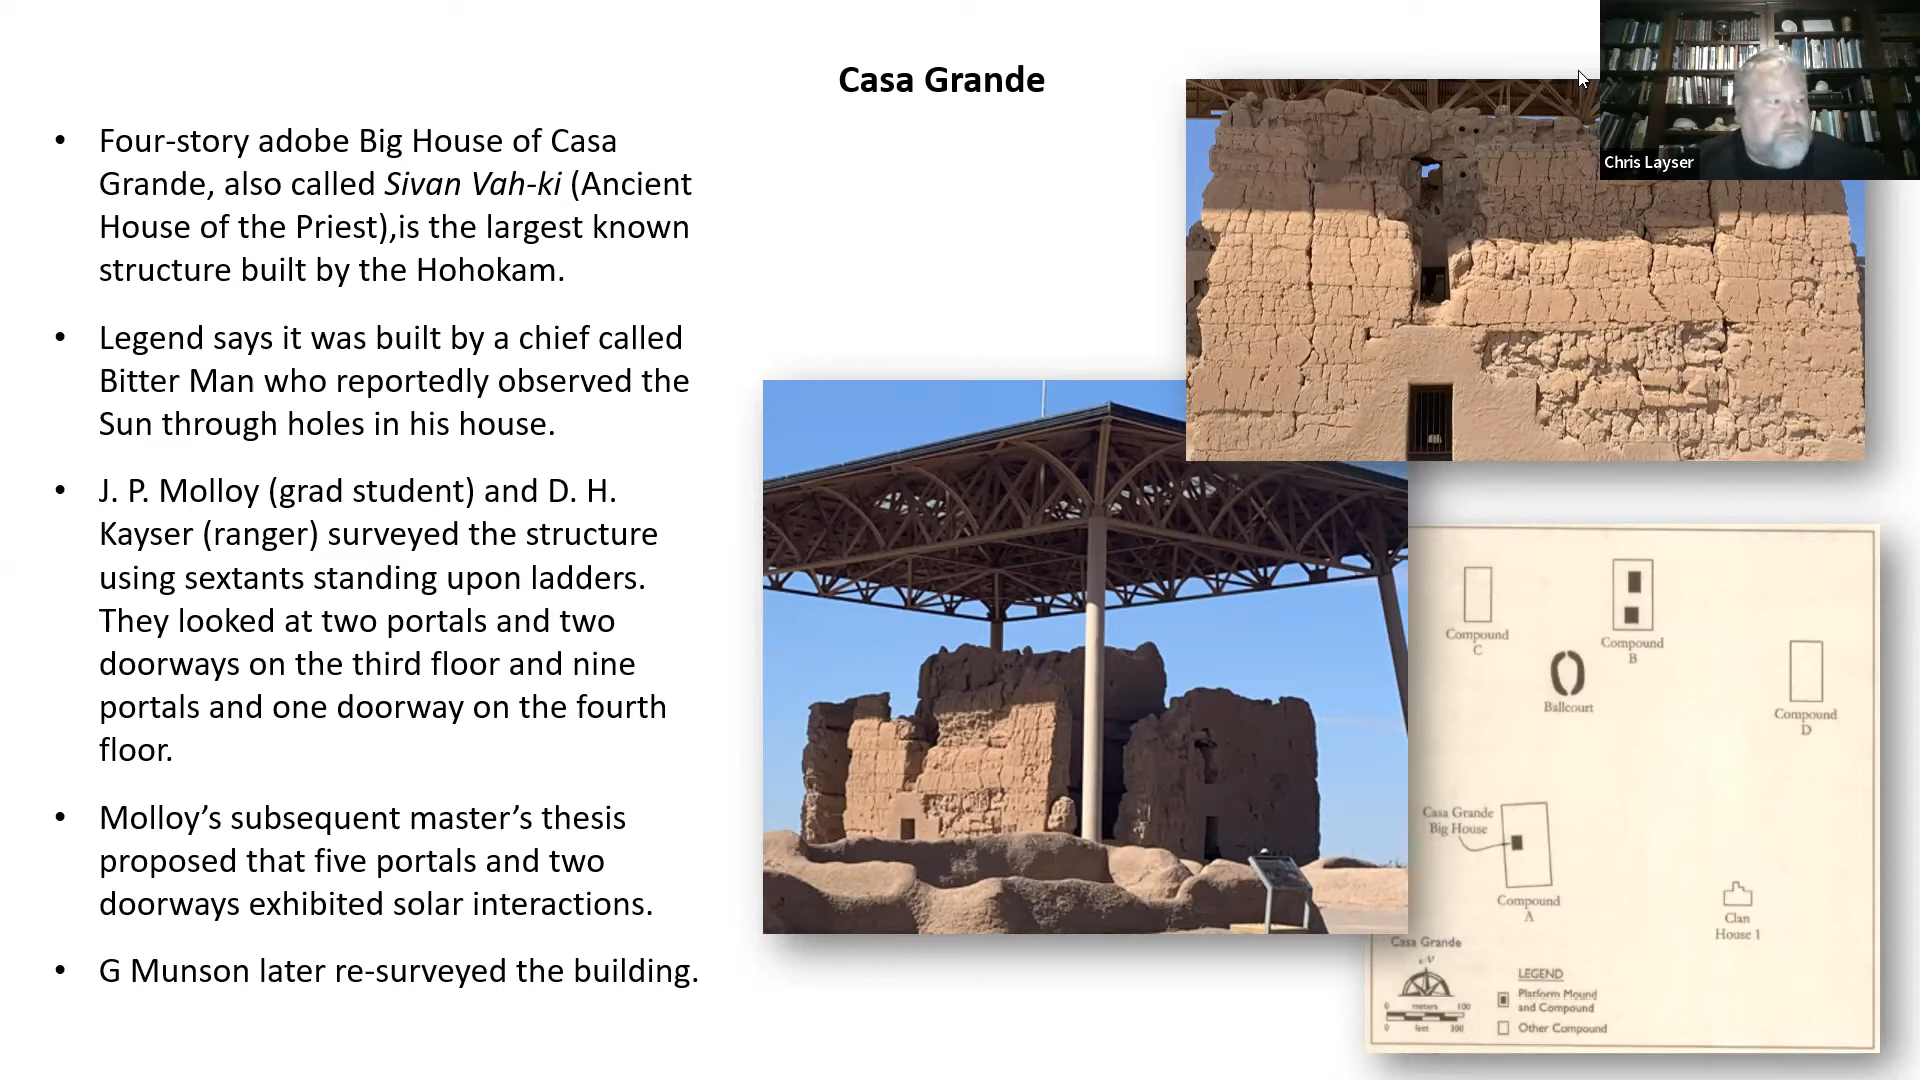 Casa Grande
• Four-story adobe Big House of Casa
Grande, also called Sivan Vah-ki (Ancient
House of the Priest),is the largest known
structure built by the Hohokam.
• Legend says it was built by a chief called
Bitter Man who reportedly observed the
Sun through holes in his house.
• J. P. Molloy (grad student) and D. H.
Kayser (ranger) surveyed the structure
using sextants standing upon ladders.
They looked at two portals and two
doorways on the third floor and nine
portals and one doorway on the fourth
floor.
• Molloy’s subsequent master’s thesis
proposed that five portals and two
doorways exhibited solar interactions.
• G Munson later re-surveyed the building.
Chris Layser
Compound
C
Compound
B
Ballcourt
Compound
D
Casa Grande
Big House
Compound
A
Clan
House 1
Casa Grande
N
0 meters 100
0 feet 300
LEGEND
Platform Mound
and Compound
Other Compound